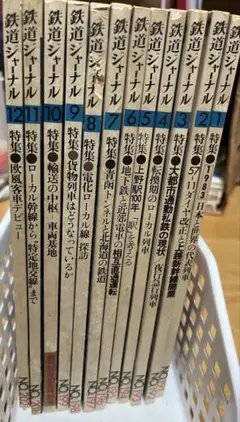 鉄道ジャーナル 12 特集●欧風客車デビュー
鉄道ジャーナル 11 特集●ローカル幹線から“特定地交線”まで
鉄道ジャーナル 10 特集●輸送の中枢 車両基地
鉄道ジャーナル 9 特集●貨物列車はどうなっているか
鉄道ジャーナル 8 特集●電化ローカル線 探訪
鉄道ジャーナル 7 特集●青函トンネルと北海道の鉄道
鉄道ジャーナル 6 特集●地下鉄と近郊電車の相互直通運転
鉄道ジャーナル 5 特集●上野駅100年 「駅」を考える
鉄道ジャーナル 4 特集●転換期のローカル列車
鉄道ジャーナル 3 特集●大都市通勤私鉄の現状
鉄道ジャーナル 2 特集●57・11ダイヤ改正と上越新幹線開業
鉄道ジャーナル 1 特集●1983日本と世界の代表列車